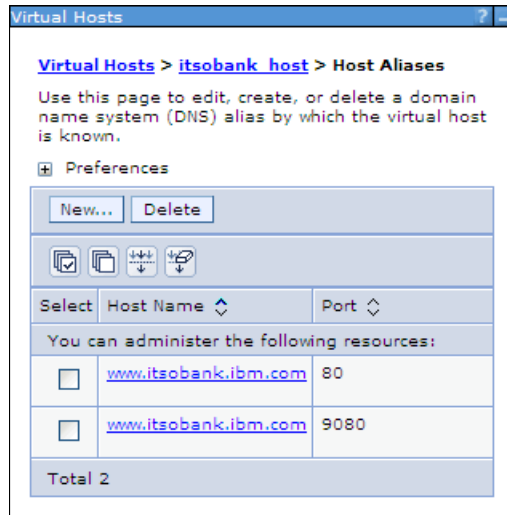 Virtual Hosts
?
Virtual Hosts > itsobank_host > Host Aliases
Use this page to edit, create, or delete a domain
name system (DNS) alias by which the virtual host
is known.
Preferences
New... Delete
Select Host Name Port
You can administer the following resources:
www.itsobank.ibm.com 80
www.itsobank.ibm.com 9080
Total 2